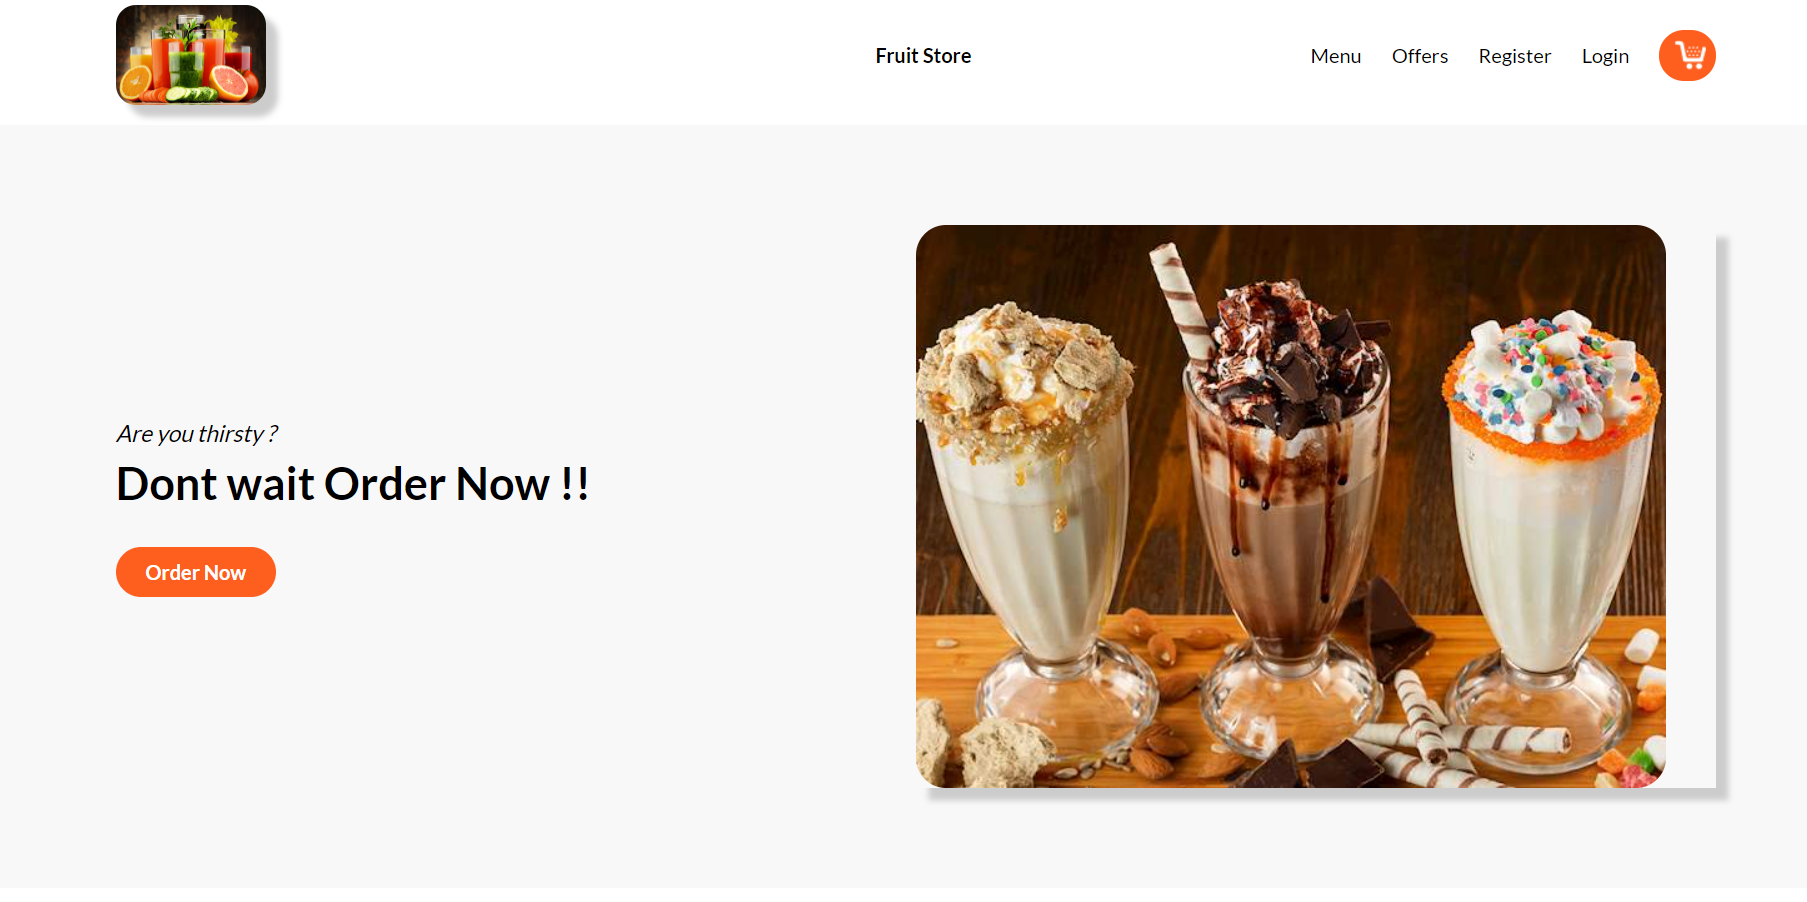 Fruit Store
Menu
Offers
Register
Login
Are you thirsty ?
Dont wait Order Now !!
Order Now